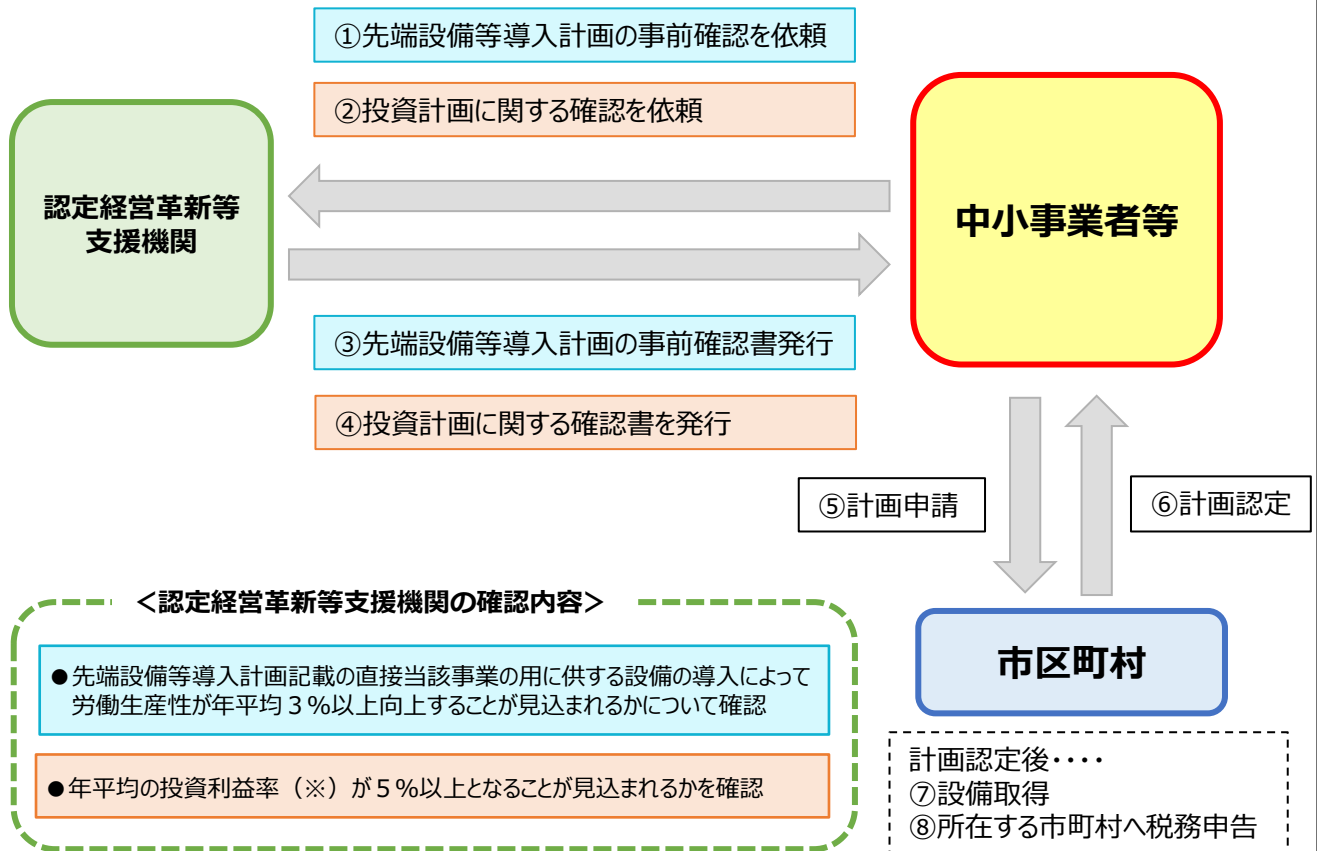 ①先端設備等導入計画の事前確認を依頼
②投資計画に関する確認を依頼
認定経営革新等
支援機関
中小事業者等
③先端設備等導入計画の事前確認書発行
④投資計画に関する確認書を発行
⑤計画申請
⑥計画認定
＜認定経営革新等支援機関の確認内容＞
●先端設備等導入計画記載の直接当該事業の用に供する設備の導入によって
労働生産性が年平均３％以上向上することが見込まれるかについて確認
●年平均の投資利益率（※）が５％以上となることが見込まれるかを確認
市区町村
計画認定後・・・・
⑦設備取得
⑧所在する市町村へ税務申告